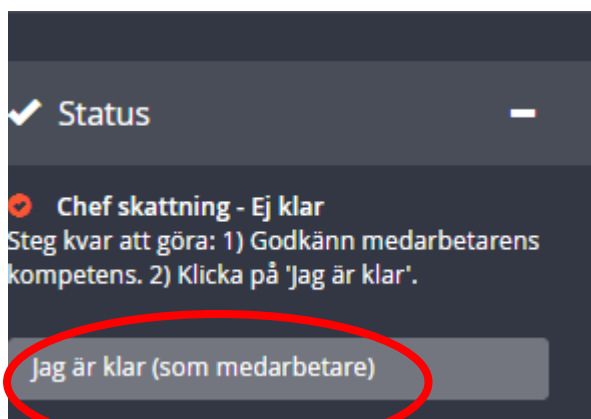 Status
Chef skattning - Ej klar
Steg kvar att göra: 1) Godkänn medarbetarens
kompetens. 2) Klicka på 'Jag är klar'.
Jag är klar (som medarbetare)